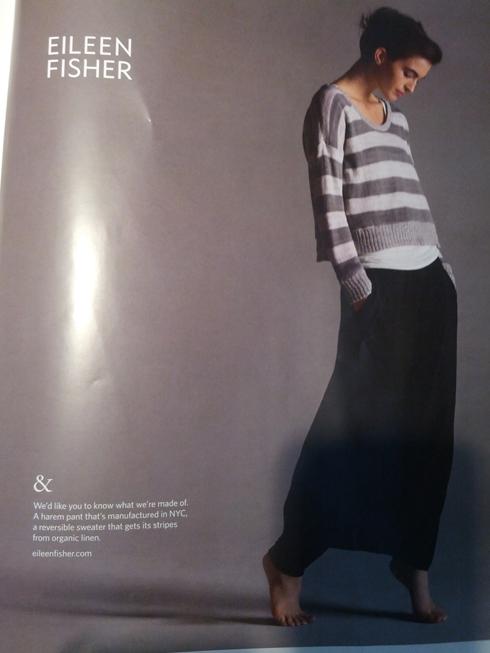 EILEEN
FISHER
&
We'd like you to know what we're made of.
A harem pant that's manufactured in NYC,
a reversible sweater that gets its stripes
from organic linen.
eileenfisher.com